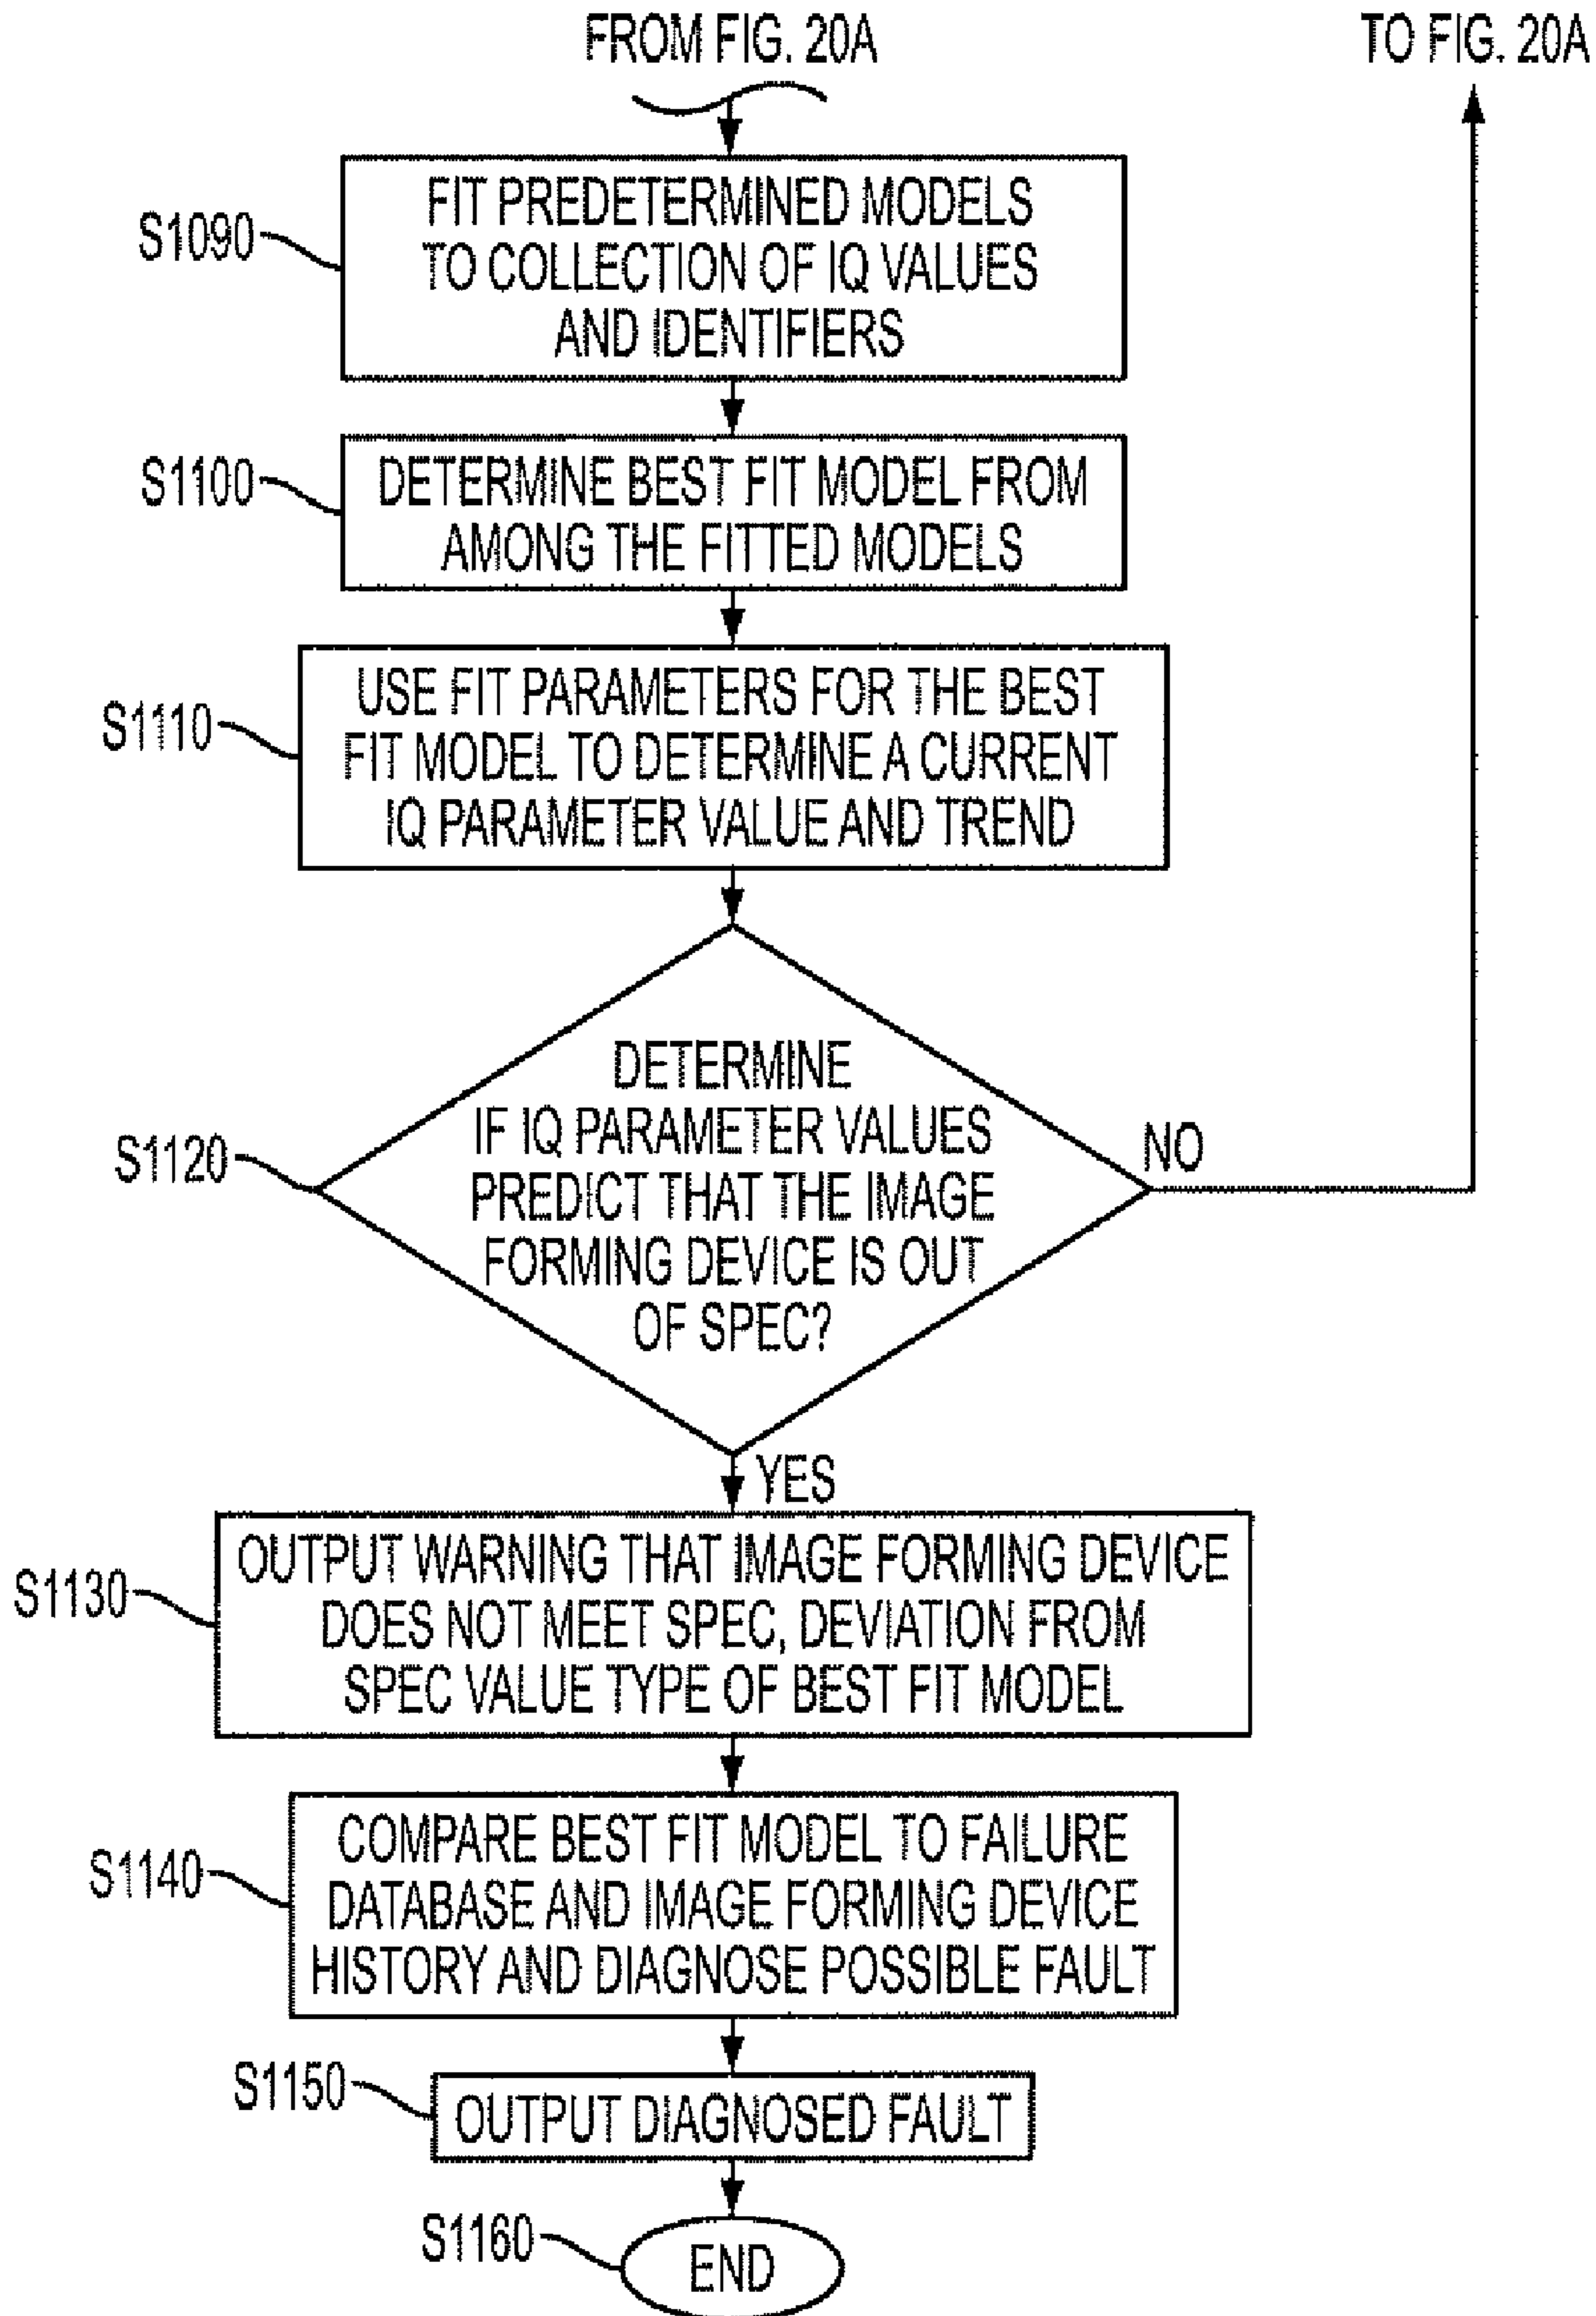 FROM FIG. 20A
TO FIG. 20A
S1090
FIT PREDETERMINED MODELS
TO COLLECTION OF IQ VALUES
AND IDENTIFIERS
S1100
DETERMINE BEST FIT MODEL FROM
AMONG THE FITTED MODELS
S1110
USE FIT PARAMETERS FOR THE BEST
FIT MODEL TO DETERMINE A CURRENT
IQ PARAMETER VALUE AND TREND
S1120
DETERMINE
IF IQ PARAMETER VALUES
PREDICT THAT THE IMAGE
FORMING DEVICE IS OUT
OF SPEC?
NO
YES
S1130
OUTPUT WARNING THAT IMAGE FORMING DEVICE
DOES NOT MEET SPEC, DEVIATION FROM
SPEC VALUE TYPE OF BEST FIT MODEL
S1140
COMPARE BEST FIT MODEL TO FAILURE
DATABASE AND IMAGE FORMING DEVICE
HISTORY AND DIAGNOSE POSSIBLE FAULT
S1150
OUTPUT DIAGNOSED FAULT
S1160
END